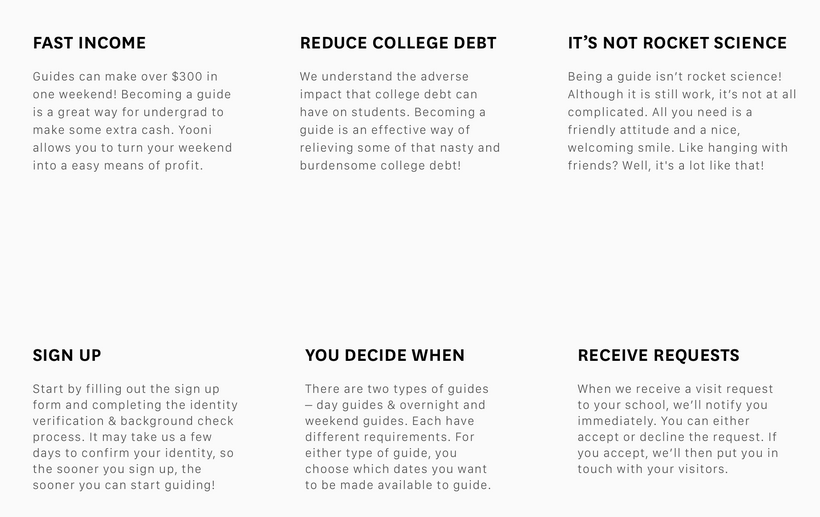 FAST INCOME
Guides can make over $300 in
one weekend! Becoming a guide
is a great way for undergrad to
make some extra cash. Yooni
allows you to turn your weekend
into a easy means of profit.
REDUCE COLLEGE DEBT
We understand the adverse
impact that college debt can
have on students. Becoming a
guide is an effective way of
relieving some of that nasty and
burdensome college debt!
IT’S NOT ROCKET SCIENCE
Being a guide isn’t rocket science!
Although it is still work, it’s not at all
complicated. All you need is a
friendly attitude and a nice,
welcoming smile. Like hanging with
friends? Well, it's a lot like that!
SIGN UP
Start by filling out the sign up
form and completing the identity
verification & background check
process. It may take us a few
days to confirm your identity, so
the sooner you sign up, the
sooner you can start guiding!
YOU DECIDE WHEN
There are two types of guides
– day guides & overnight and
weekend guides. Each have
different requirements. For
either type of guide, you
choose which dates you want
to be made available to guide.
RECEIVE REQUESTS
When we receive a visit request
to your school, we’ll notify you
immediately. You can either
accept or decline the request. If
you accept, we’ll then put you in
touch with your visitors.